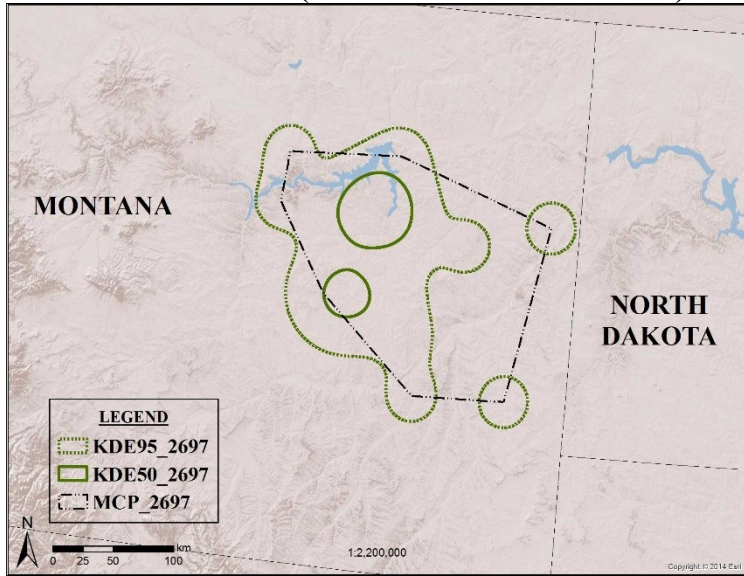 MONTANA
NORTH
DAKOTA
LEGEND
KDE95_2697
KDE50_2697
MCP_2697
N
km
0 25 50 100
1:2,200,000
Copyright:© 2014 Esri